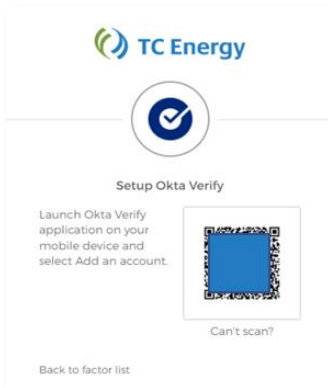 TC Energy
Setup Okta Verify
Launch Okta Verify
application on your
mobile device and
select Add an account.
Can't scan?
Back to factor list